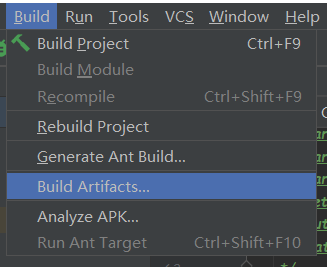 Build Run Tools VCS Window Help
Build Project Ctrl+F9
Build Module
Recompile Ctrl+Shift+F9
Rebuild Project
Generate Ant Build...
Build Artifacts...
Analyze APK...
Run Ant Target Ctrl+Shift+F10